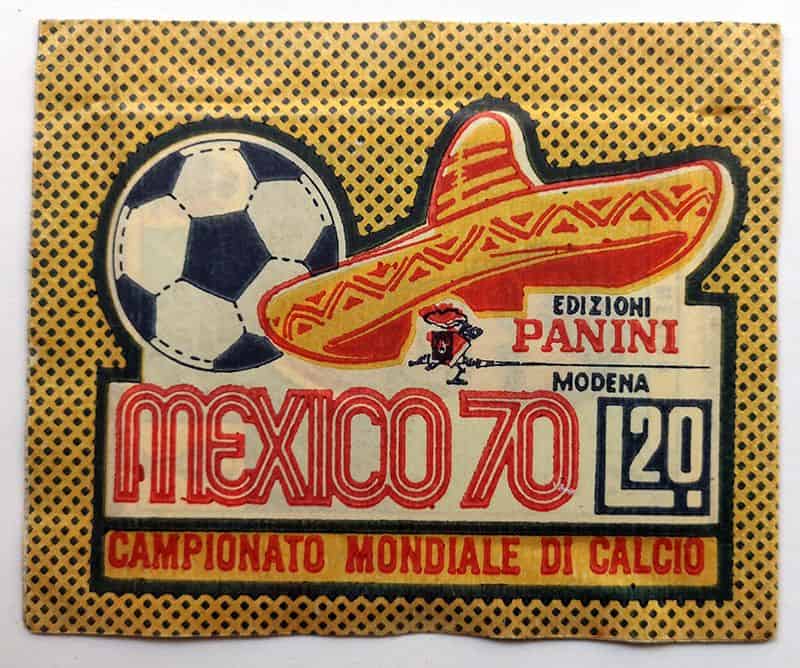 EDIZIONI
PANINI
MODENA
MEXICO 70
L.20
CAMPIONATO MONDIALE DI CALCIO